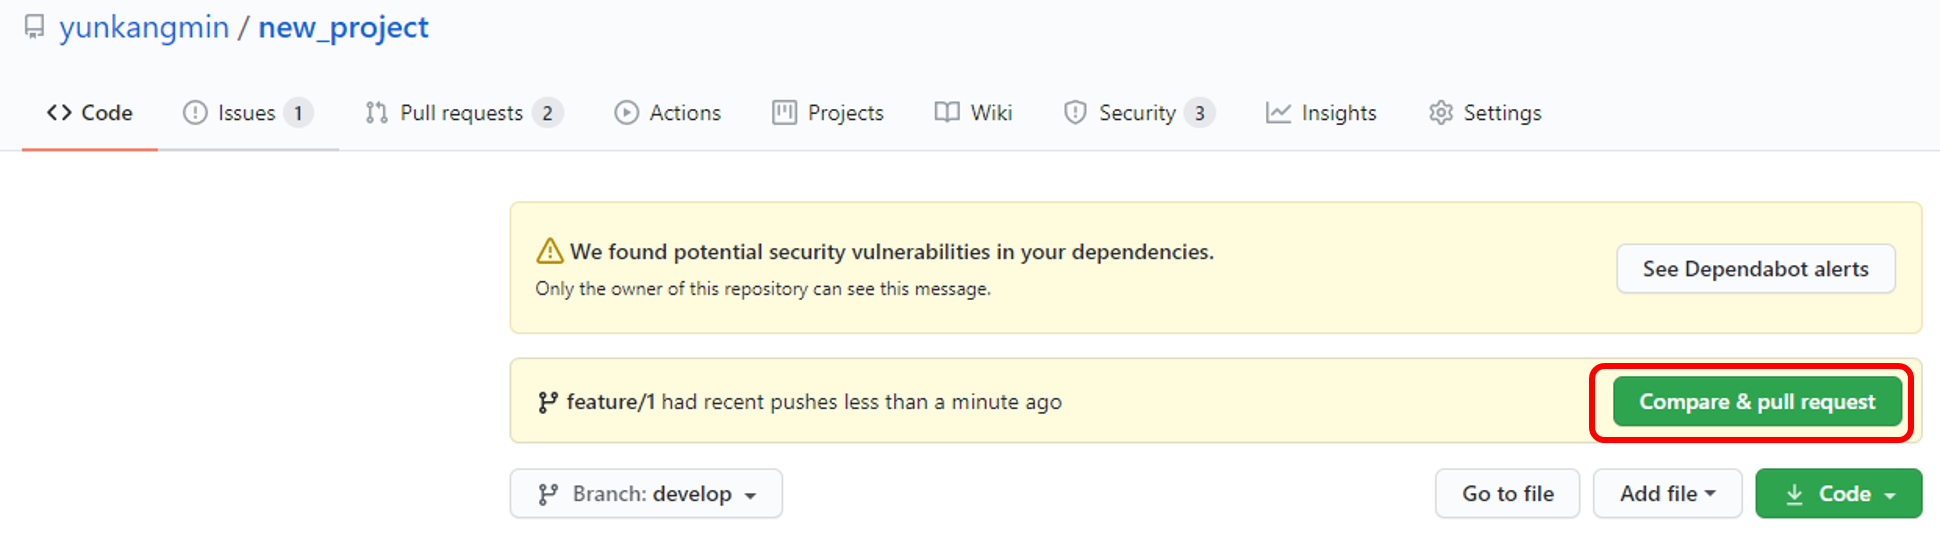 yunkangmin / new_project
Code Issues 1 Pull requests 2 Actions Projects Wiki Security 3 Insights Settings
We found potential security vulnerabilities in your dependencies.
Only the owner of this repository can see this message.
See Dependabot alerts
feature/1 had recent pushes less than a minute ago
Compare & pull request
Branch: develop
Go to file
Add file
Code